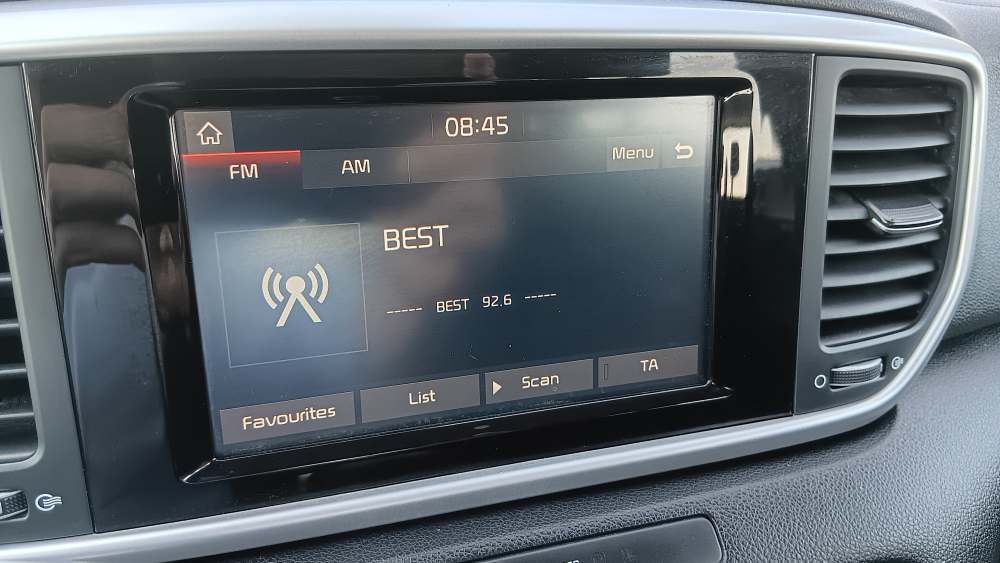 08:45
FM AM Menu
BEST
----- BEST 92.6 -----
Favourites List Scan TA